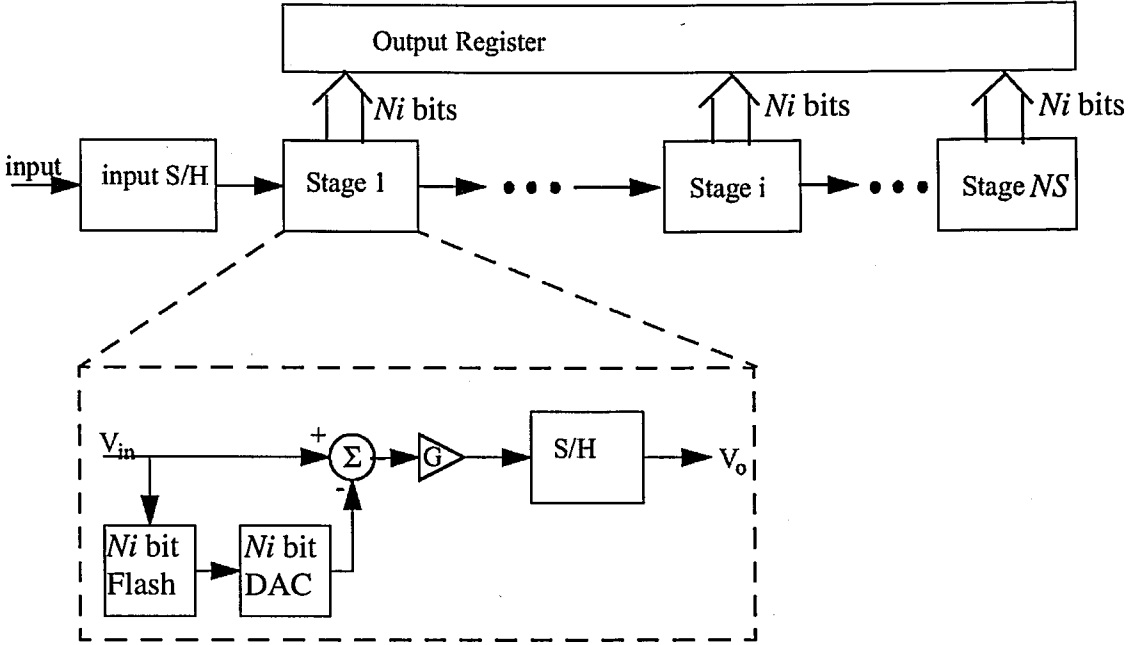 Output Register
Ni bits
Ni bits
Ni bits
input
input S/H
Stage 1
Stage i
Stage NS
Vin
+
Σ
-
G
S/H
Vo
Ni bit
Flash
Ni bit
DAC